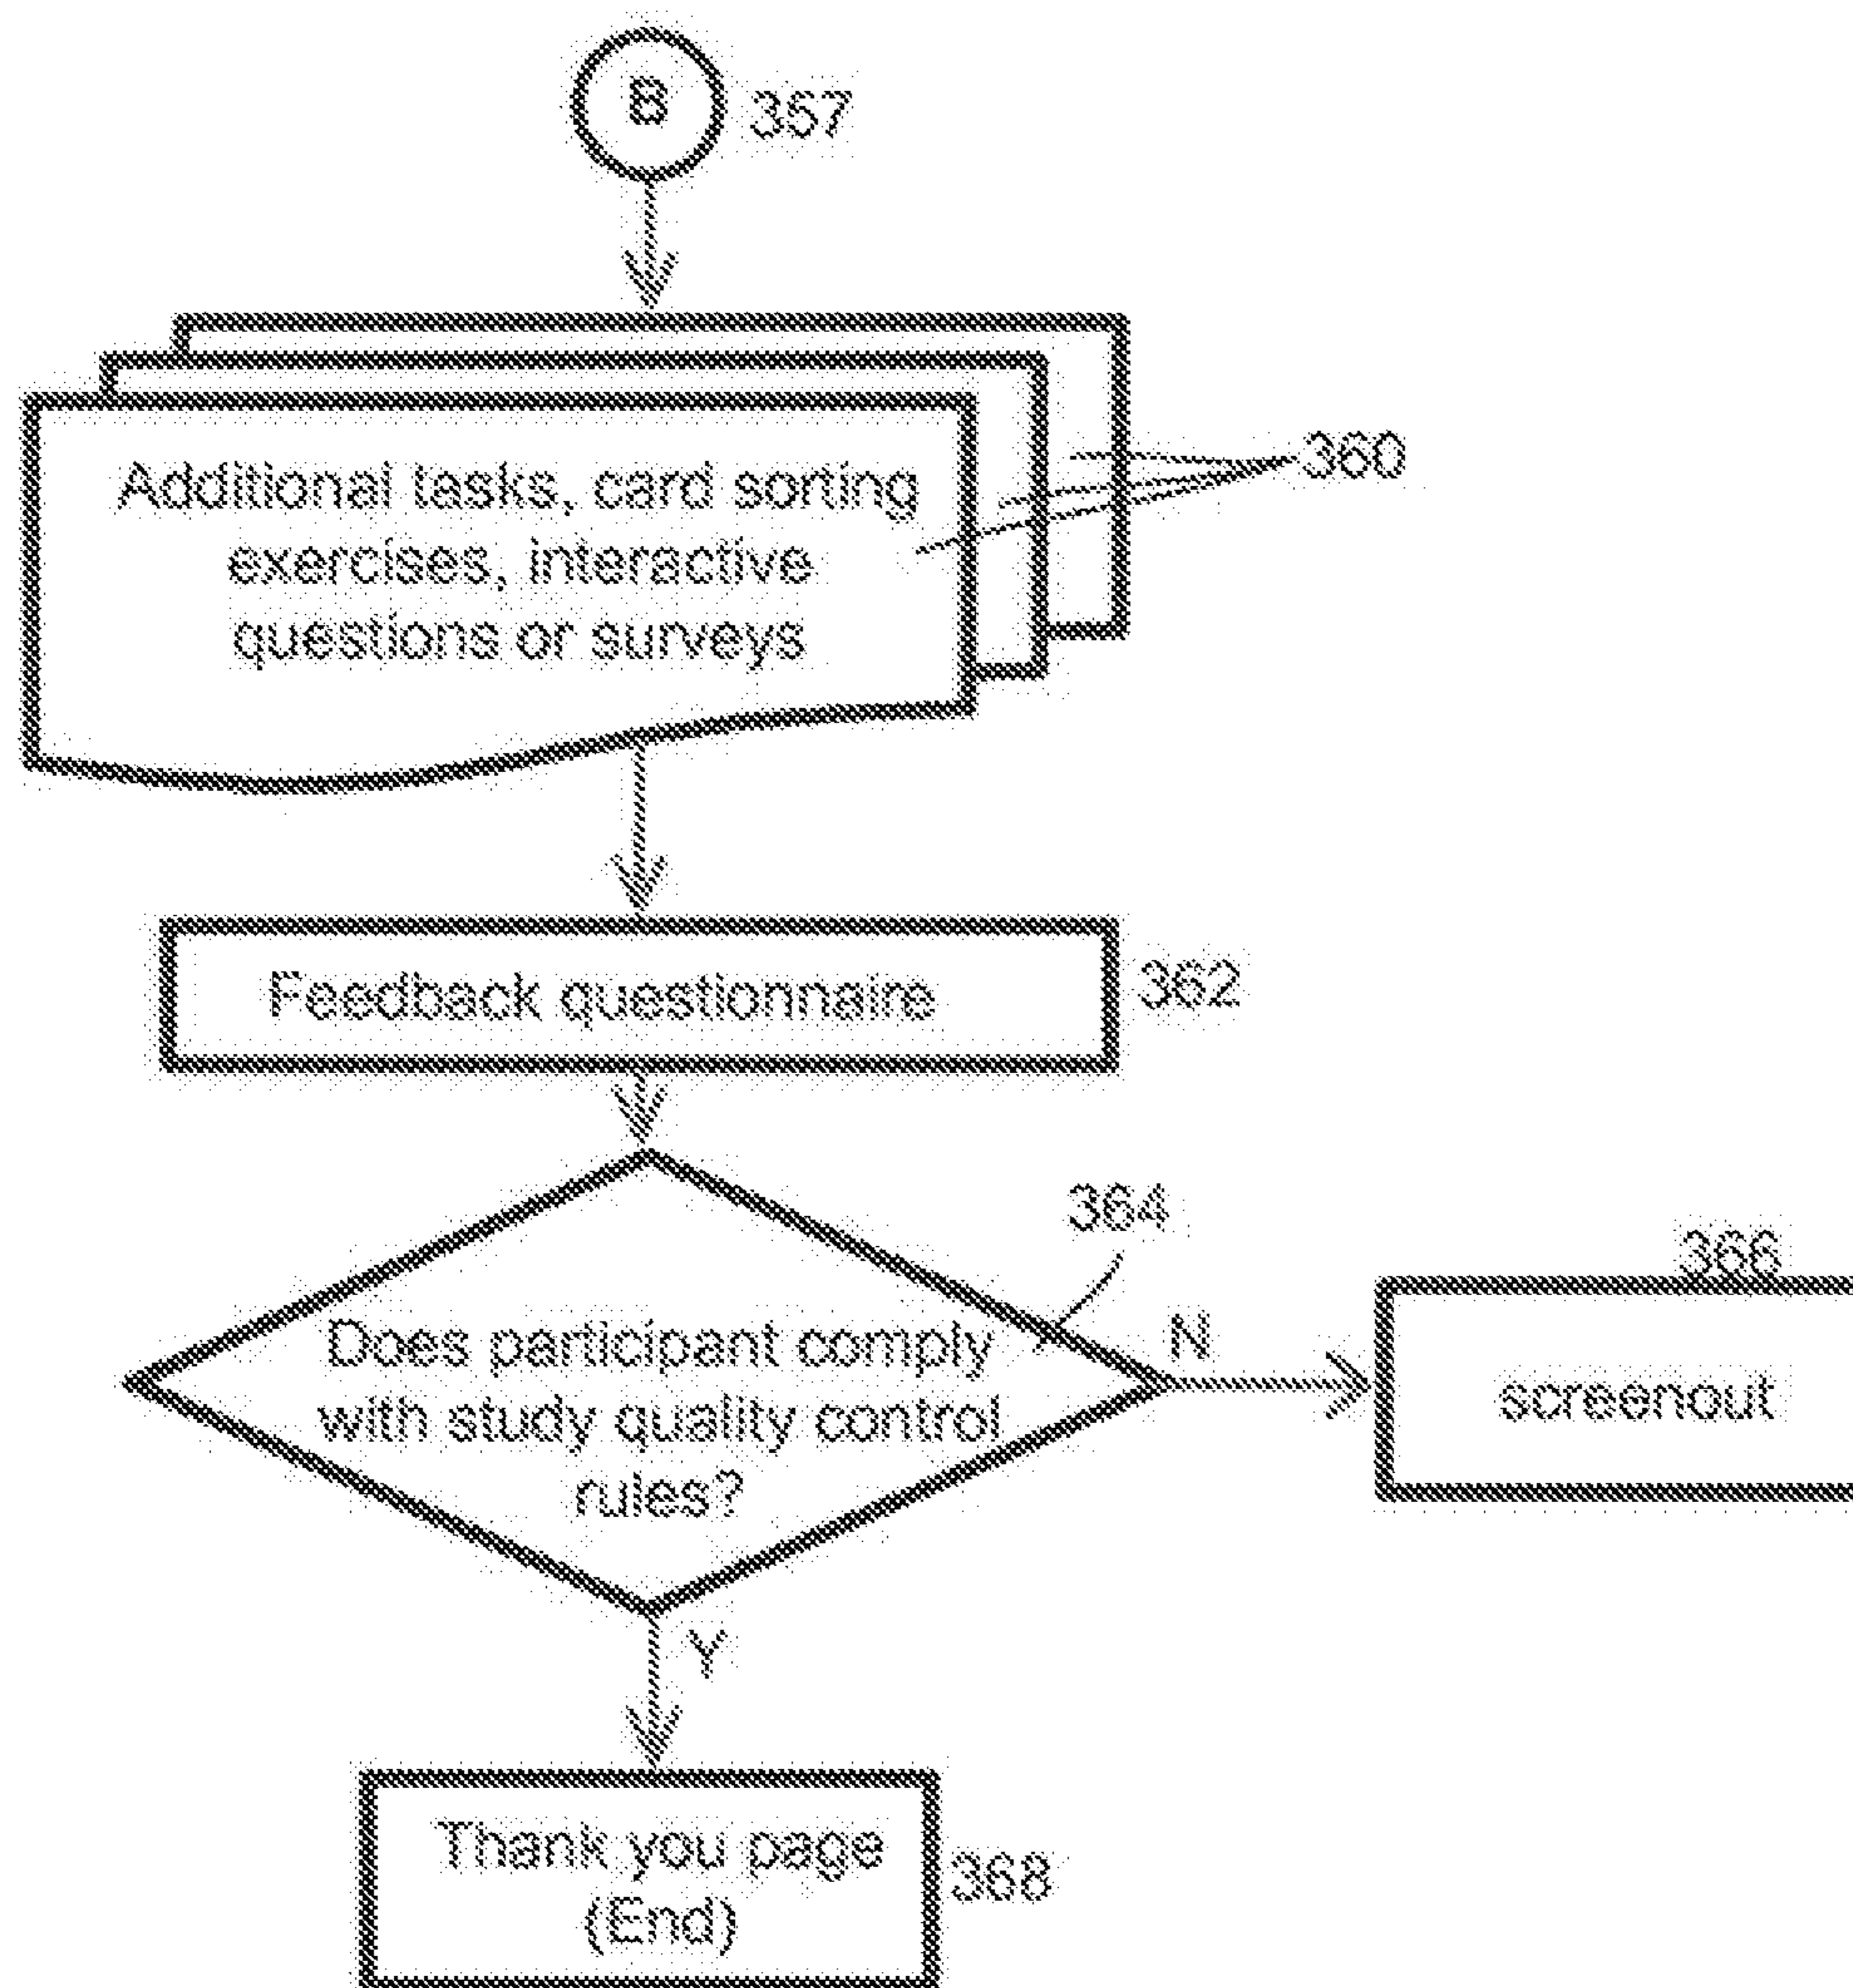 B 357
360
Additional tasks, card sorting
exercises, interactive
questions or surveys
Feedback questionnaire
362
364
366
Does participant comply
with study quality control
rules?
N
screenout
Y
Thank you page
(End)
368